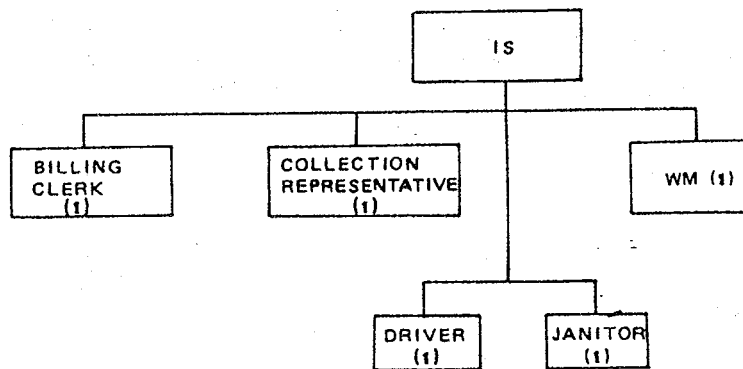 IS
BILLING
CLERK
(1)
COLLECTION
REPRESENTATIVE
(1)
WM (1)
DRIVER
(1)
JANITOR
(1)